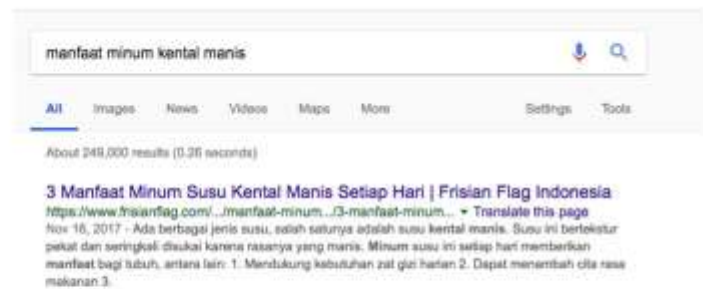 manfaat minum kental manis
All Images News Videos Maps More Settings Tools
About 249,000 results (0.26 seconds)
3 Manfaat Minum Susu Kental Manis Setiap Hari | Frisian Flag Indonesia
https://www.frisianflag.com/.../manfaat-minum.../3-manfaat-minum... Translate this page
Nov 16, 2017 - Ada berbagai jenis susu, salah satunya adalah susu kental manis. Susu ini bertekstur
pekat dan seringkali disukai karena rasanya yang manis. Minum susu ini setiap hari memberikan
manfaat bagi tubuh, antara lain: 1. Mendukung kebutuhan zat gizi harian 2. Dapat menambah cita rasa
makanan 3.